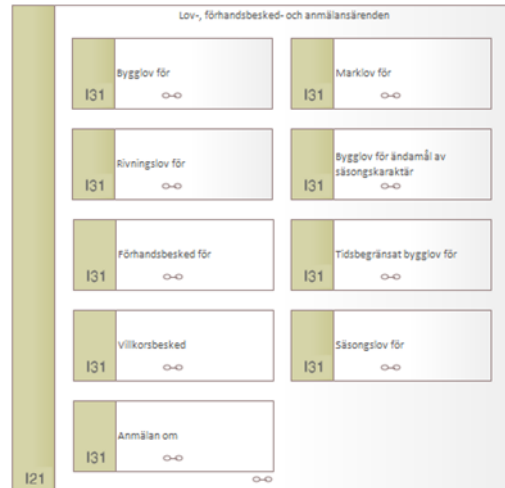 Lov-, förhandsbesked- och anmälansärenden
Bygglov för
I31
Marklov för
I31
Rivningslov för
I31
Bygglov för ändamål av
säsongskaraktär
I31
Förhandsbesked för
I31
Tidsbegränsat bygglov för
I31
Villkorsbesked
I31
Säsongslov för
I31
Anmälan om
I31
I21